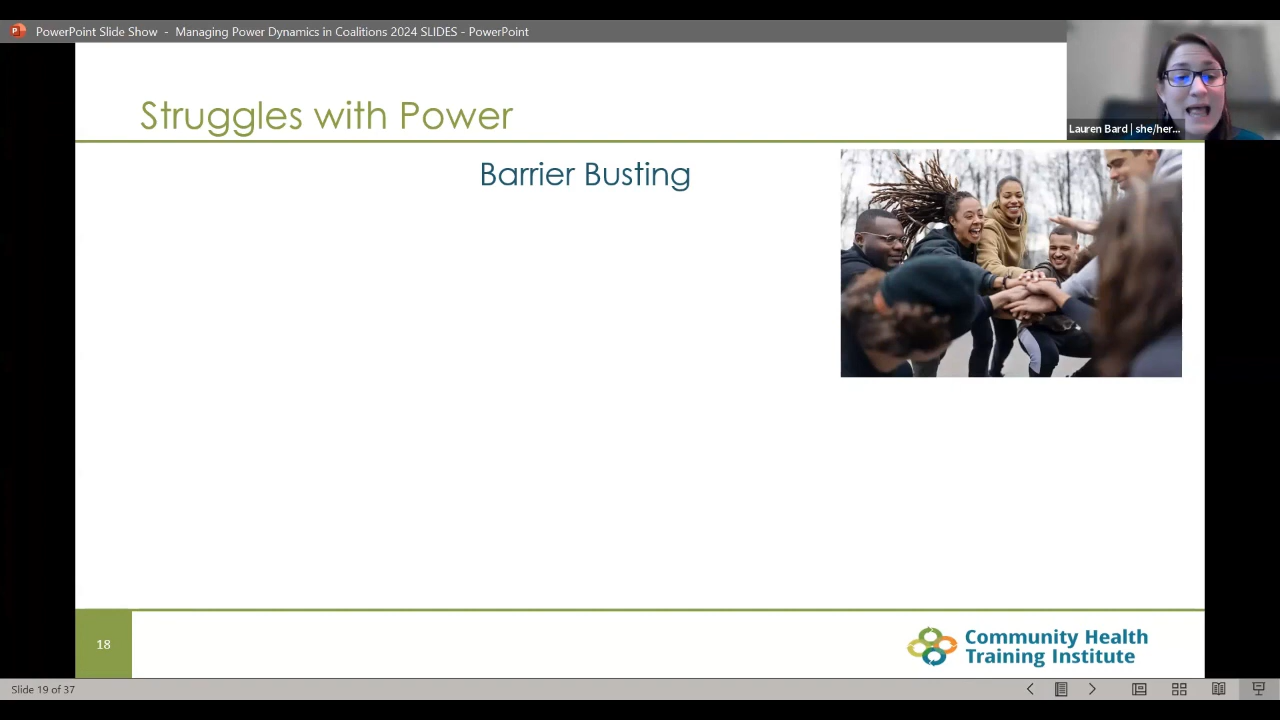 PowerPoint Slide Show - Managing Power Dynamics in Coalitions 2024 SLIDES - PowerPoint
Lauren Bard | she/her...
Struggles with Power
Barrier Busting
18
Community Health
Training Institute
Slide 19 of 37